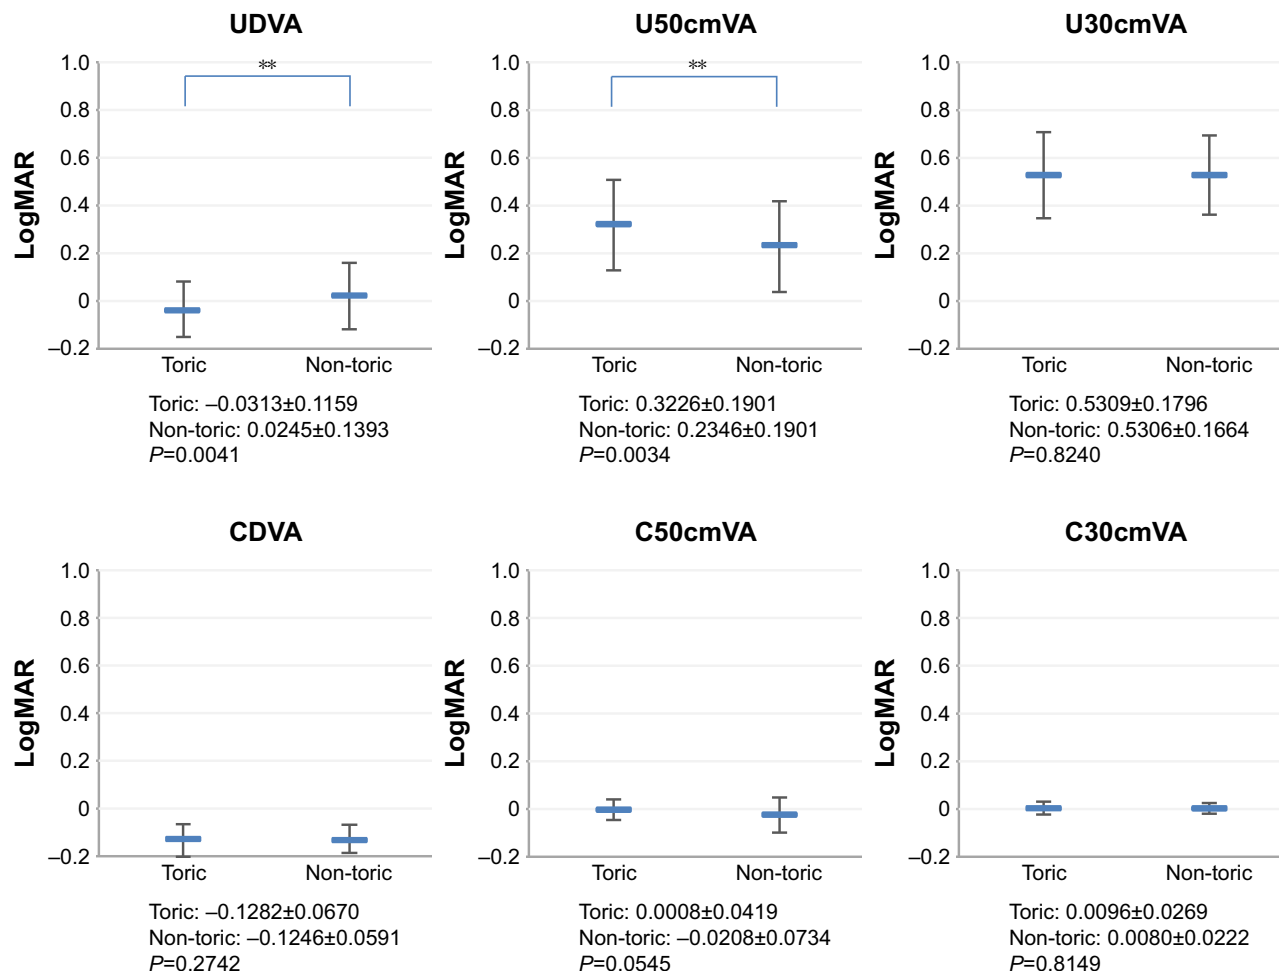 UDVA
**
1.0
0.8
0.6
0.4
0.2
0
–0.2
LogMAR
Toric Non-toric
Toric: –0.0313±0.1159
Non-toric: 0.0245±0.1393
P=0.0041
U50cmVA
**
1.0
0.8
0.6
0.4
0.2
0
–0.2
LogMAR
Toric Non-toric
Toric: 0.3226±0.1901
Non-toric: 0.2346±0.1901
P=0.0034
U30cmVA
1.0
0.8
0.6
0.4
0.2
0
–0.2
LogMAR
Toric Non-toric
Toric: 0.5309±0.1796
Non-toric: 0.5306±0.1664
P=0.8240
CDVA
1.0
0.8
0.6
0.4
0.2
0
–0.2
LogMAR
Toric Non-toric
Toric: –0.1282±0.0670
Non-toric: –0.1246±0.0591
P=0.2742
C50cmVA
1.0
0.8
0.6
0.4
0.2
0
–0.2
LogMAR
Toric Non-toric
Toric: 0.0008±0.0419
Non-toric: –0.0208±0.0734
P=0.0545
C30cmVA
1.0
0.8
0.6
0.4
0.2
0
–0.2
LogMAR
Toric Non-toric
Toric: 0.0096±0.0269
Non-toric: 0.0080±0.0222
P=0.8149